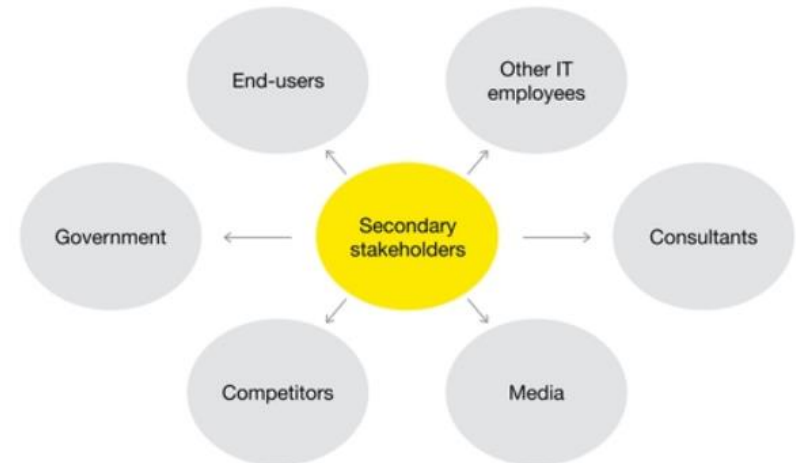 End-users
Other IT
employees
Government
Secondary
stakeholders
Consultants
Competitors
Media